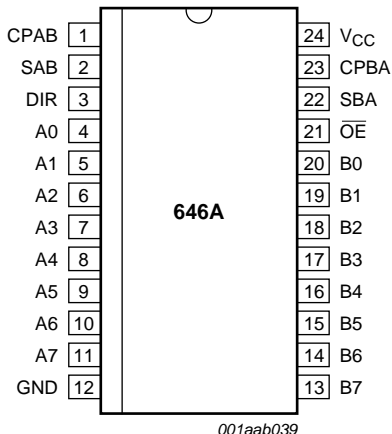 CPAB 1 24 VCC
SAB 2 23 CPBA
DIR 3 22 SBA
A0 4 21 OE
A1 5 20 B0
A2 6 19 B1
A3 7 18 B2
646A
A4 8 17 B3
A5 9 16 B4
A6 10 15 B5
A7 11 14 B6
GND 12 13 B7
001aab039